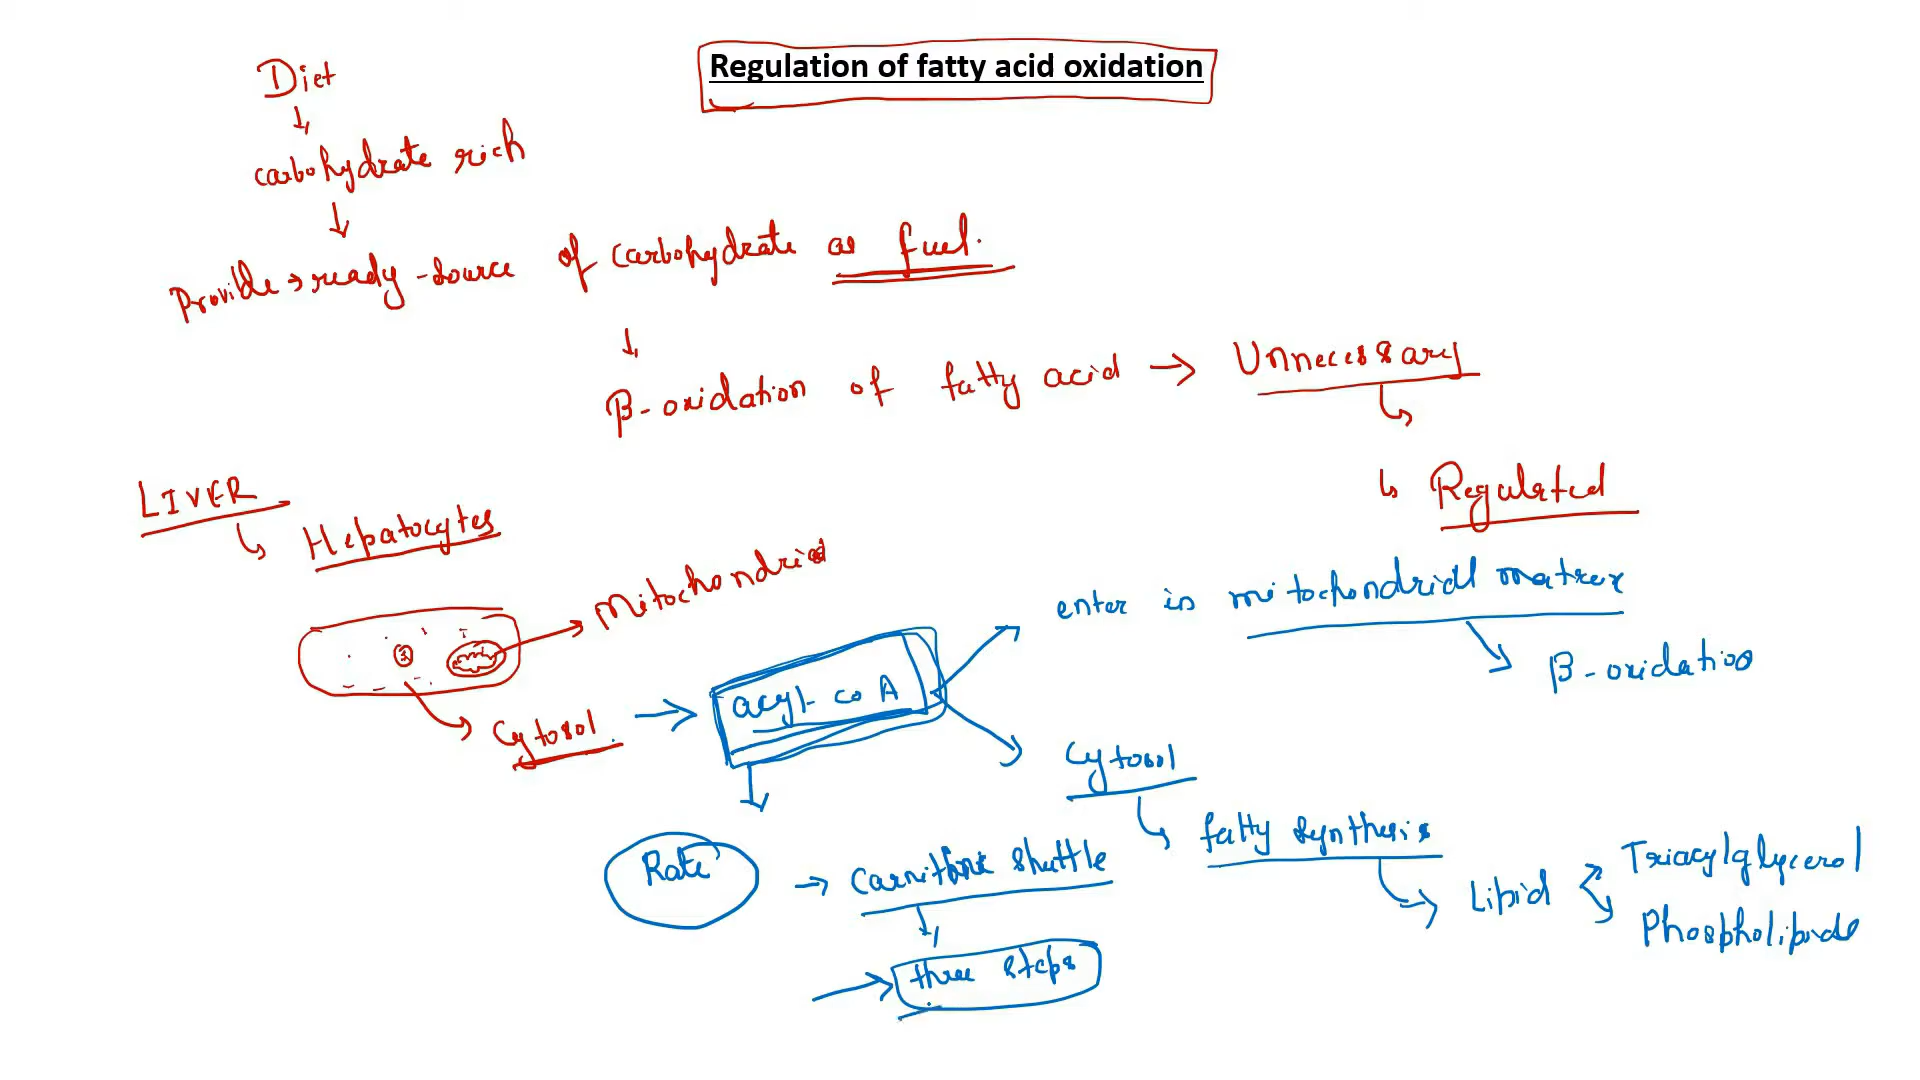 Regulation of fatty acid oxidation
Diet
carbohydrate rich
Provide → ready-source of carbohydrate as fuel.
β-oxidation of fatty acid → Unnecessary
Regulated
LIVER
Hepatocytes
Mitochondria
Cytosol
acyl-co A
enter in mitochondrial matrix
β-oxidation
Cytosol
fatty synthesis
Lipid
Triacylglycerol
Phospholipids
Rate → Carnitine shuttle
three steps